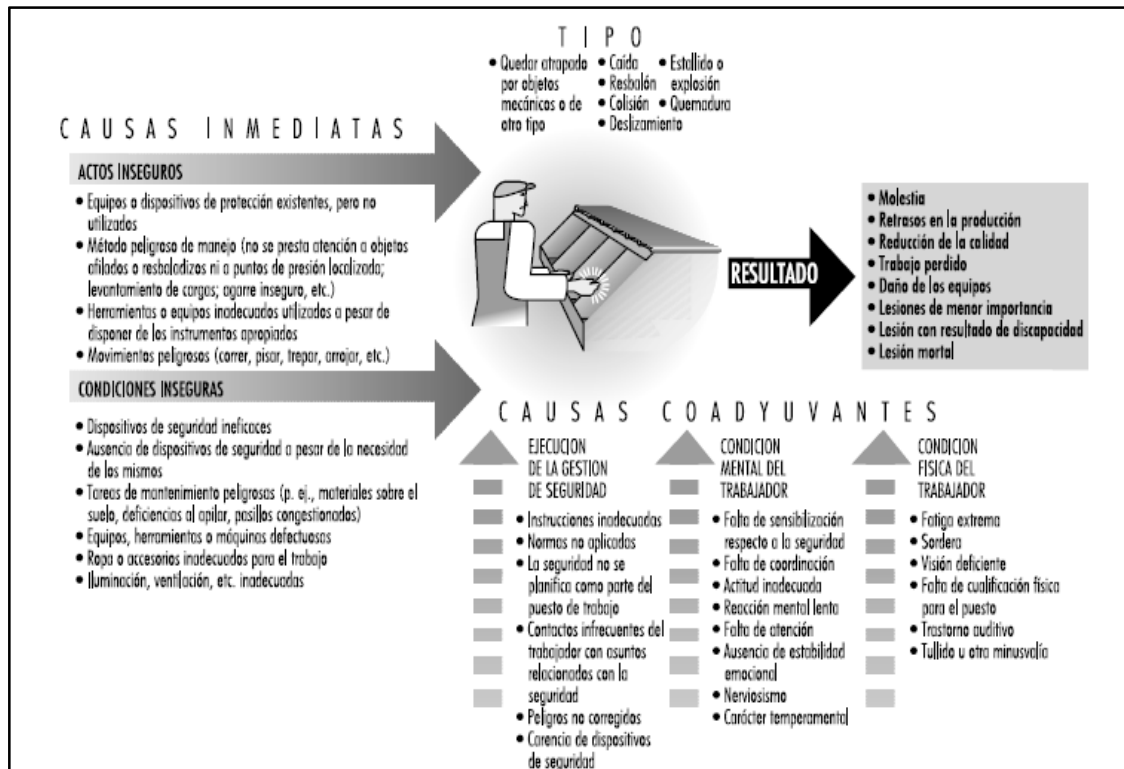 TIPO
• Quedar atrapado
por objetos
mecánicos o de
otro tipo
• Caída
• Resbalón
• Colisión
• Deslizamiento
• Estallido o
explosión
• Quemadura
CAUSAS INMEDIATAS
ACTOS INSEGUROS
• Equipos o dispositivos de protección existentes, pero no
utilizados
• Método peligroso de manejo (no se presta atención a objetos
afilados o resbaladizos ni a puntos de presión localizada;
levantamiento de cargas; agarre inseguro, etc.)
• Herramientas o equipos inadecuados utilizados a pesar de
disponer de los instrumentos apropiados
• Movimientos peligrosos (correr, pisar, trepar, arrojar, etc.)
CONDICIONES INSEGURAS
• Dispositivos de seguridad ineficaces
• Ausencia de dispositivos de seguridad a pesar de la necesidad
de los mismos
• Tareas de mantenimiento peligrosas (p. ej., materiales sobre el
suelo, deficiencias al apilar, pasillos congestionados)
• Equipos, herramientas o máquinas defectuosas
• Ropa o accesorios inadecuados para el trabajo
• Iluminación, ventilación, etc. inadecuadas
RESULTADO
• Molestia
• Retrasos en la producción
• Reducción de la calidad
• Trabajo perdido
• Daño de los equipos
• Lesiones de menor importancia
• Lesión con resultado de discapacidad
• Lesión mortal
CAUSAS COADYUVANTES
EJECUCION
DE LA GESTION
DE SEGURIDAD
• Instrucciones inadecuadas
• Normas no aplicadas
• La seguridad no se
planifica como parte del
puesto de trabajo
• Contactos infrecuentes del
trabajador con asuntos
relacionados con la
seguridad
• Peligros no corregidos
• Carencia de dispositivos
de seguridad
CONDICION
MENTAL DEL
TRABAJADOR
• Falta de sensibilización
respecto a la seguridad
• Falta de coordinación
• Actitud inadecuada
• Reacción mental lenta
• Falta de atención
• Ausencia de estabilidad
emocional
• Nerviosismo
• Carácter temperamental
CONDICION
FISICA DEL
TRABAJADOR
• Fatiga extrema
• Sordera
• Visión deficiente
• Falta de cualificación física
para el puesto
• Trastorno auditivo
• Tullido u otra minusvalía